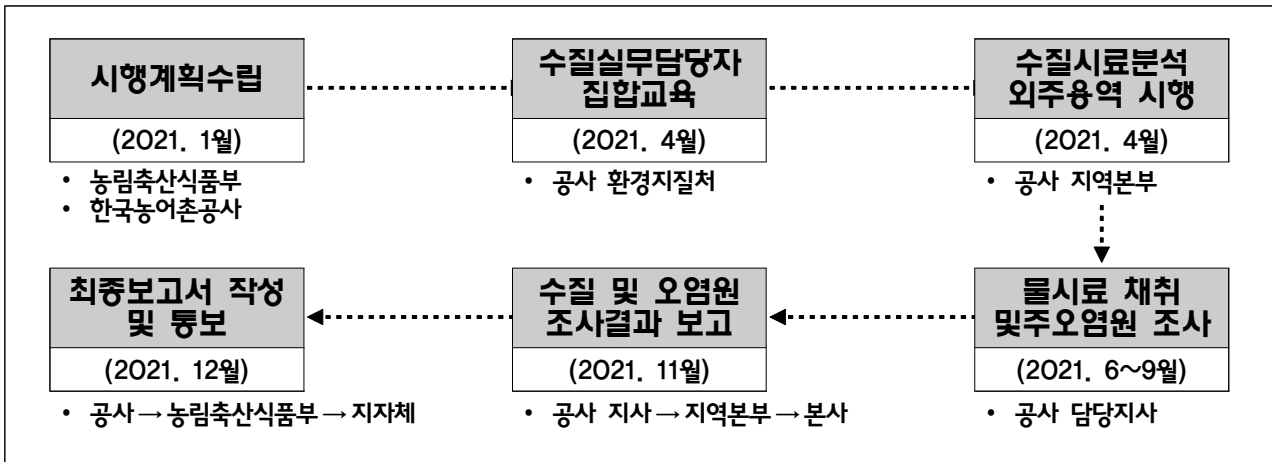 시행계획수립
(2021. 1월)
• 농림축산식품부
• 한국농어촌공사
수질실무담당자
집합교육
(2021. 4월)
• 공사 환경지질처
수질시료분석
외주용역 시행
(2021. 4월)
• 공사 지역본부
물시료 채취
및주오염원 조사
(2021. 6~9월)
• 공사 담당지사
수질 및 오염원
조사결과 보고
(2021. 11월)
• 공사 지사→지역본부→본사
최종보고서 작성
및 통보
(2021. 12월)
• 공사→농림축산식품부→지자체